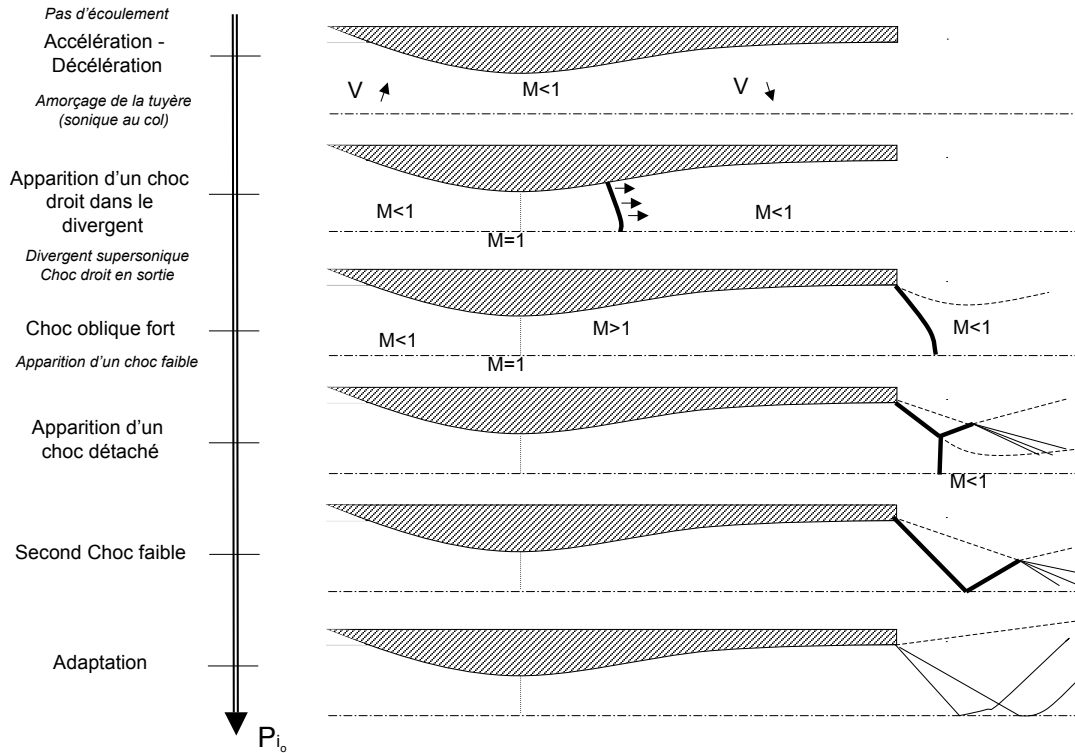 Pas d'écoulement
Accélération -
Décélération
V
M<1
V
Amorçage de la tuyère
(sonique au col)
Apparition d'un choc
droit dans le
divergent
M<1
M<1
M=1
Divergent supersonique
Choc droit en sortie
Choc oblique fort
M<1
M>1
M<1
M=1
Apparition d'un choc faible
Apparition d'un
choc détaché
M<1
Second Choc faible
Adaptation
Pio